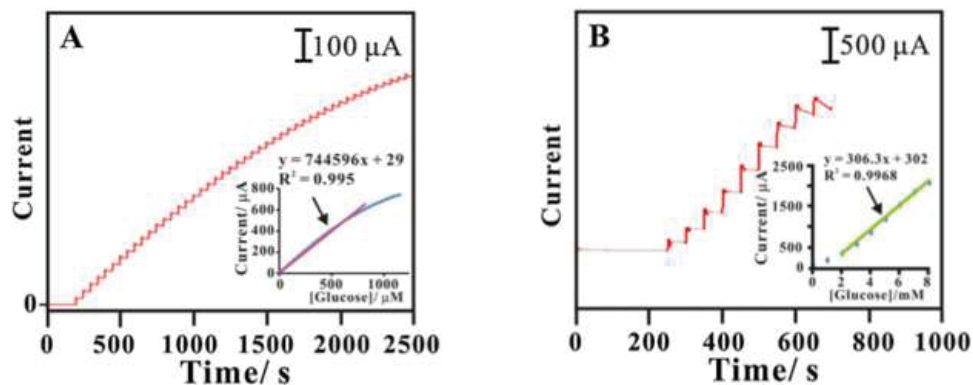 A
100 μA
Current
0
y = 744596x + 29
R² = 0.995
Current/ μA
800
600
400
200
0
0 500 1000
[Glucose]/ μM
0 500 1000 1500 2000 2500
Time/ s
B
500 μA
Current
y = 306.3x + 302
R² = 0.9968
Current/ μA
2500
1500
500
0
2 4 6 8
[Glucose]/mM
0 200 400 600 800 1000
Time/ s